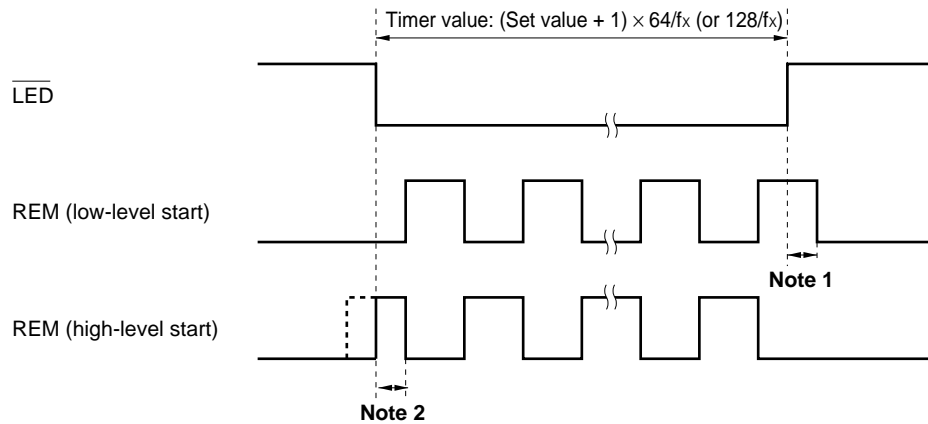 Timer value: (Set value + 1) × 64/fx (or 128/fx)
LED
REM (low-level start)
Note 1
REM (high-level start)
Note 2